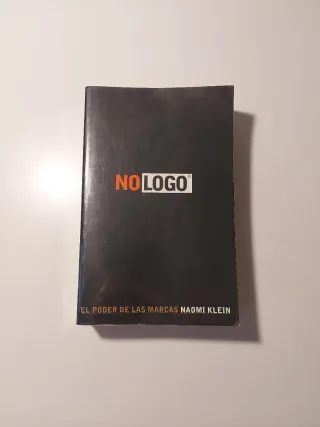 NO LOGO®
EL PODER DE LAS MARCAS NAOMI KLEIN